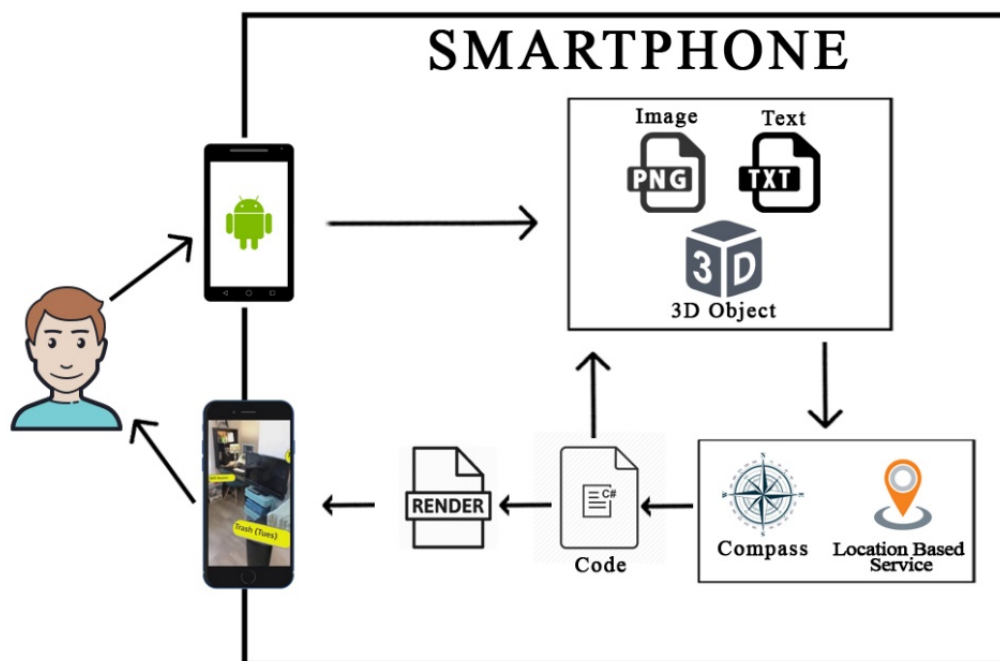 SMARTPHONE
Image
Text
PNG
TXT
3D
3D Object
Trash (Tues)
RENDER
C#
Code
Compass
Location Based
Service